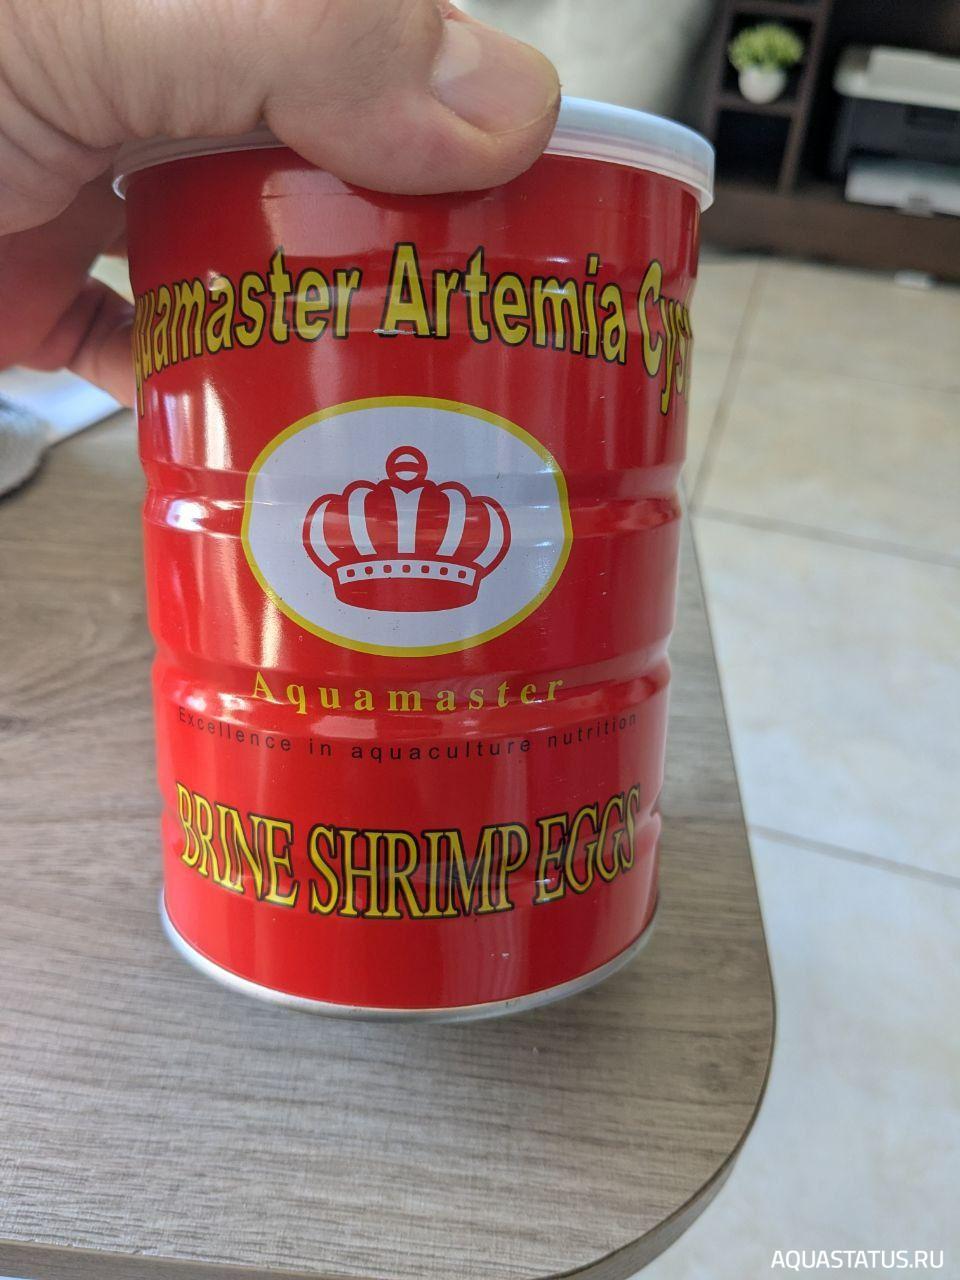 quamaster Artemia Cys
Aquamaster
Excellence in aquaculture nutrition
BRINE SHRIMP EGGS
AQUASTATUS.RU